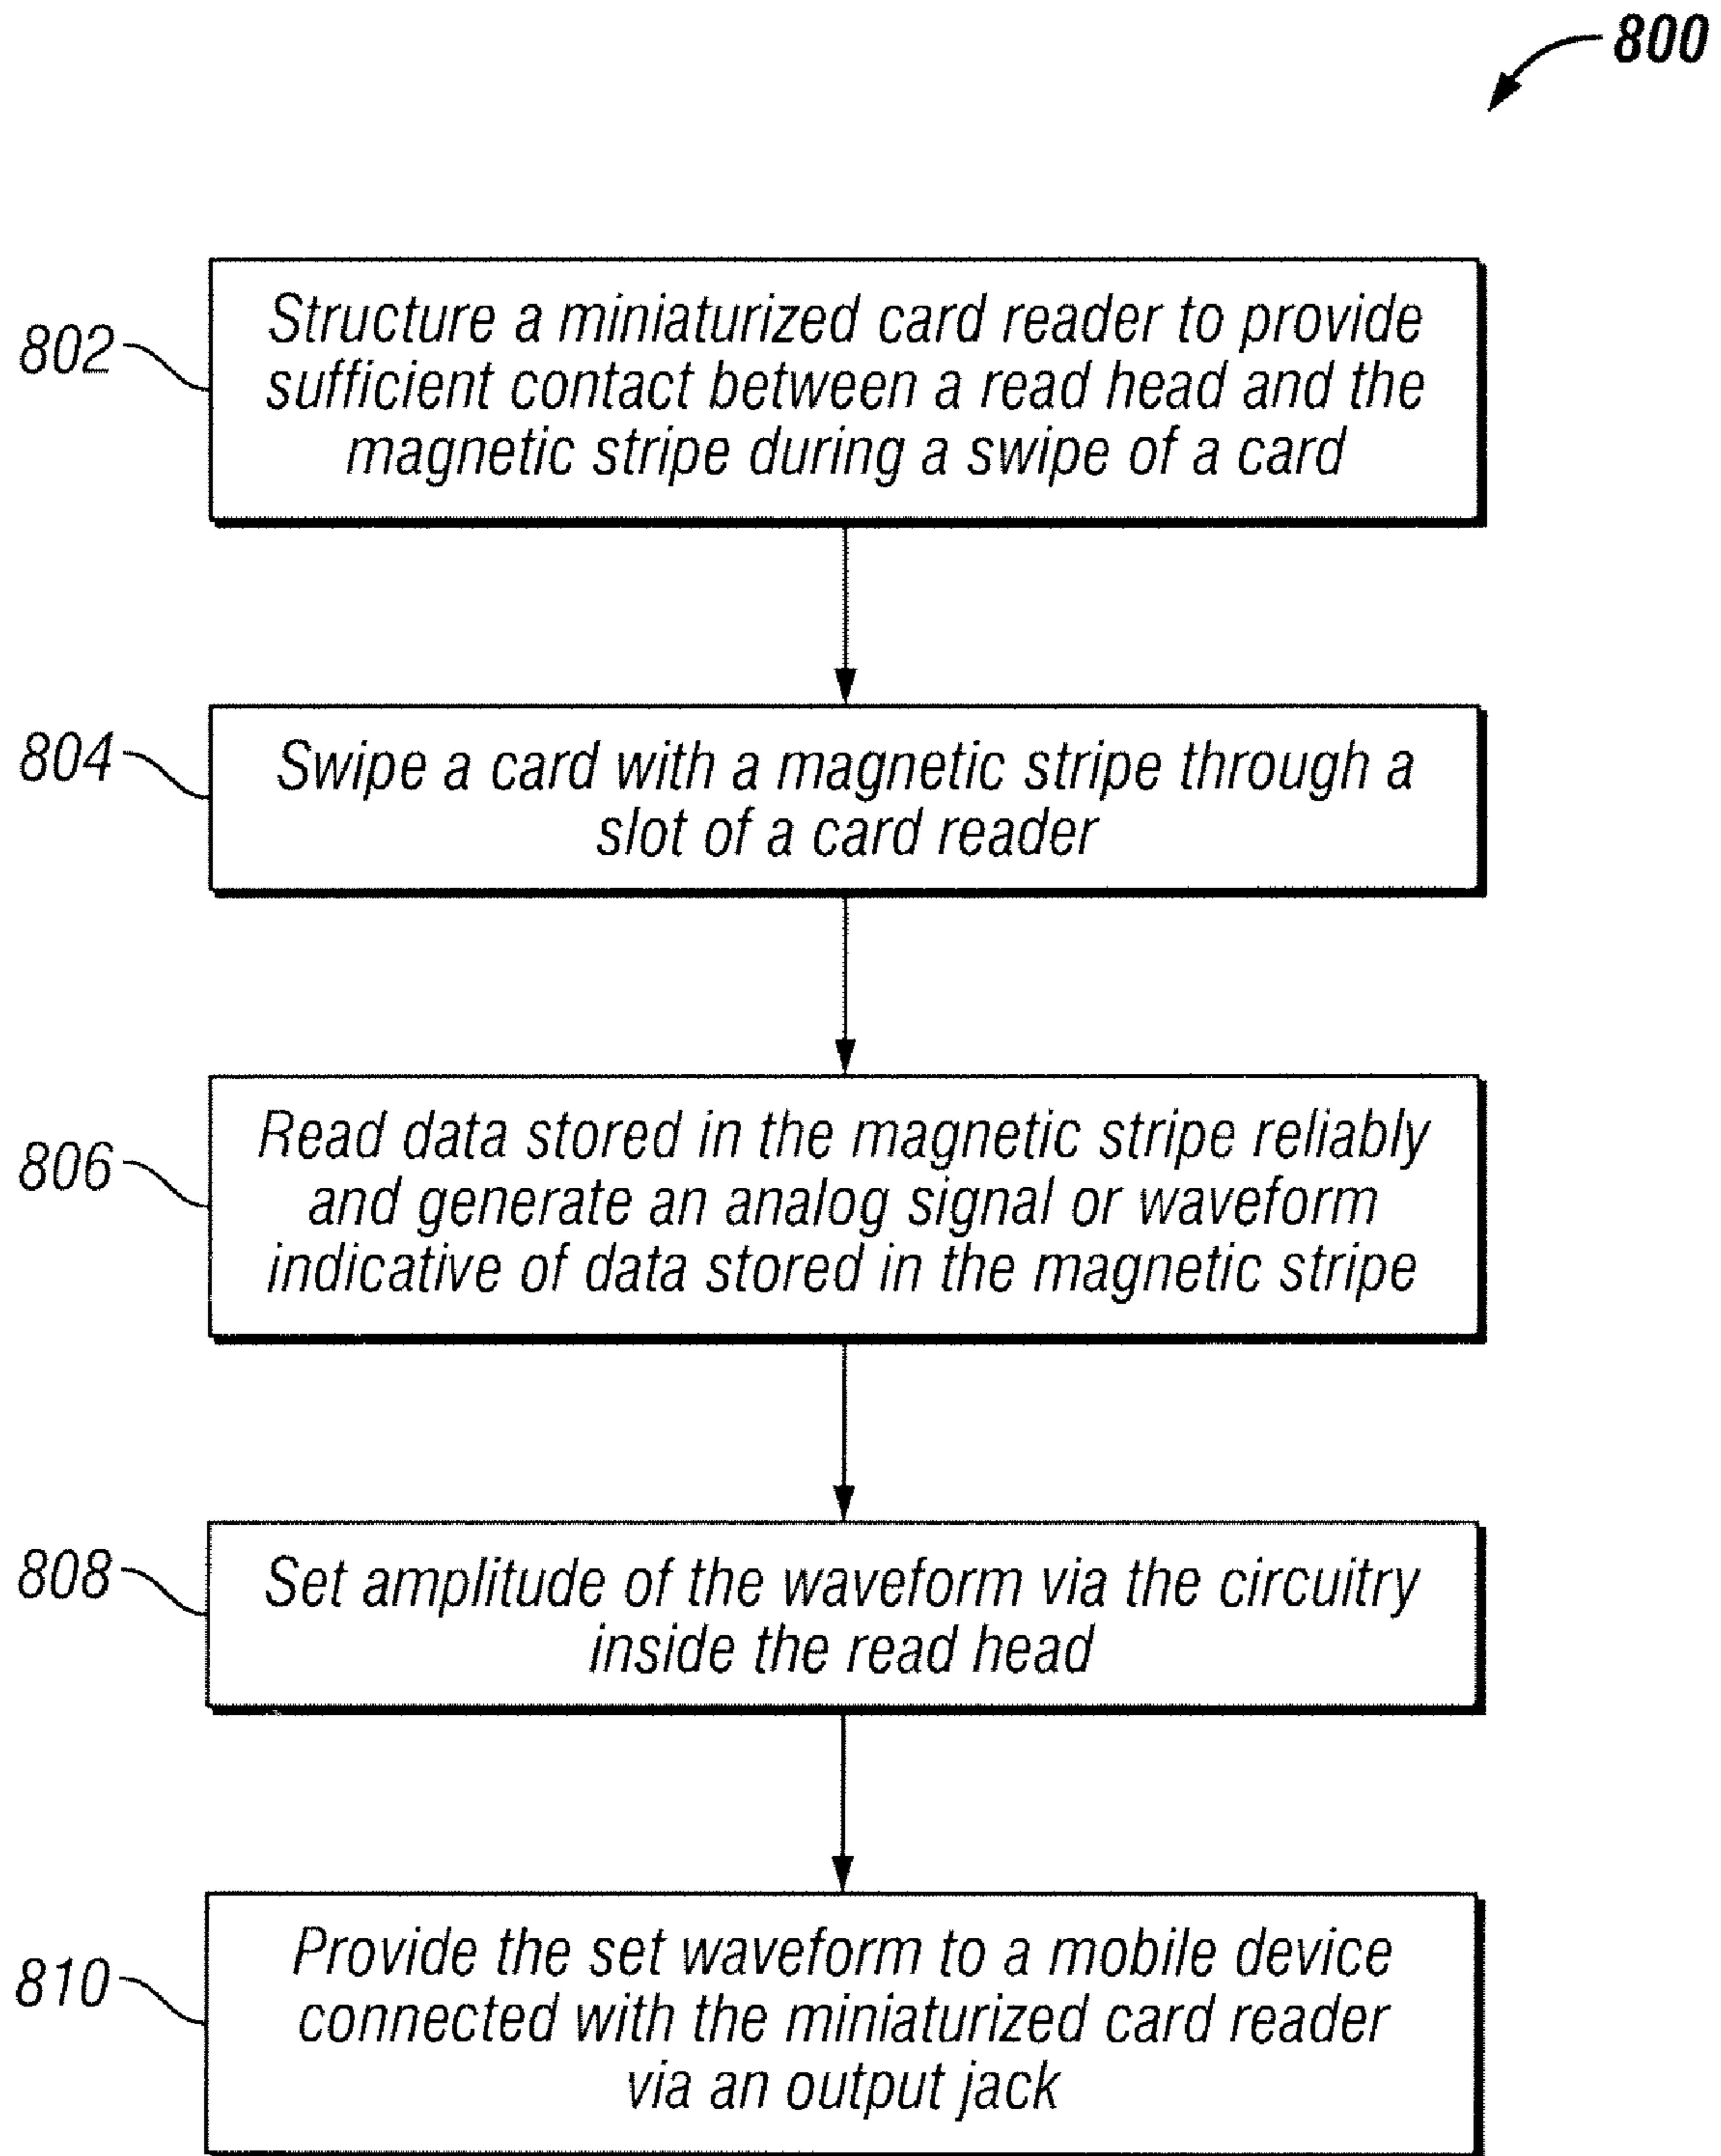 800
802
Structure a miniaturized card reader to provide
sufficient contact between a read head and the
magnetic stripe during a swipe of a card
804
Swipe a card with a magnetic stripe through a
slot of a card reader
806
Read data stored in the magnetic stripe reliably
and generate an analog signal or waveform
indicative of data stored in the magnetic stripe
808
Set amplitude of the waveform via the circuitry
inside the read head
810
Provide the set waveform to a mobile device
connected with the miniaturized card reader
via an output jack